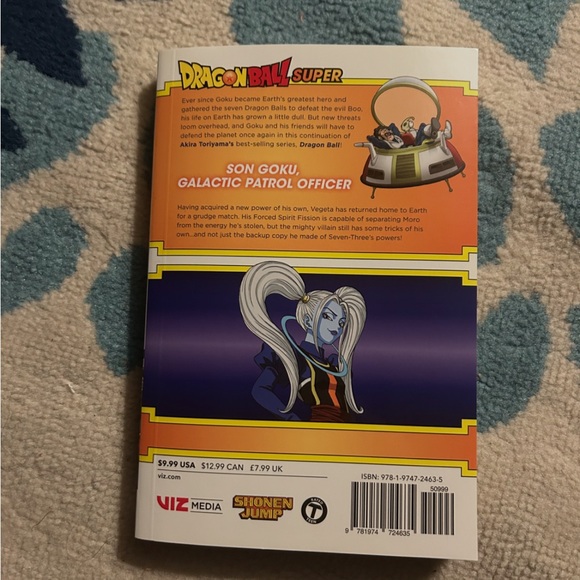 DRAGON BALL SUPER
Ever since Goku became Earth's greatest hero and
gathered the seven Dragon Balls to defeat the evil Boo,
his life on Earth has grown a little dull. But new threats
loom overhead, and Goku and his friends will have to
defend the planet once again in this continuation of
Akira Toriyama's best-selling series, Dragon Ball!
SON GOKU,
GALACTIC PATROL OFFICER
Having acquired a new power of his own, Vegeta has returned home to Earth
for a grudge match. His Forced Spirit Fission is capable of separating Moro
from the energy he's stolen, but the mighty villain still has some tricks of his
own...and not just the backup copy he made of Seven-Three's powers!
$9.99 USA $12.99 CAN £7.99 UK
viz.com
ISBN: 978-1-9747-2463-5
50999
VIZ MEDIA
SHONEN
JUMP
RATED
T
TEEN
9 781974 724635